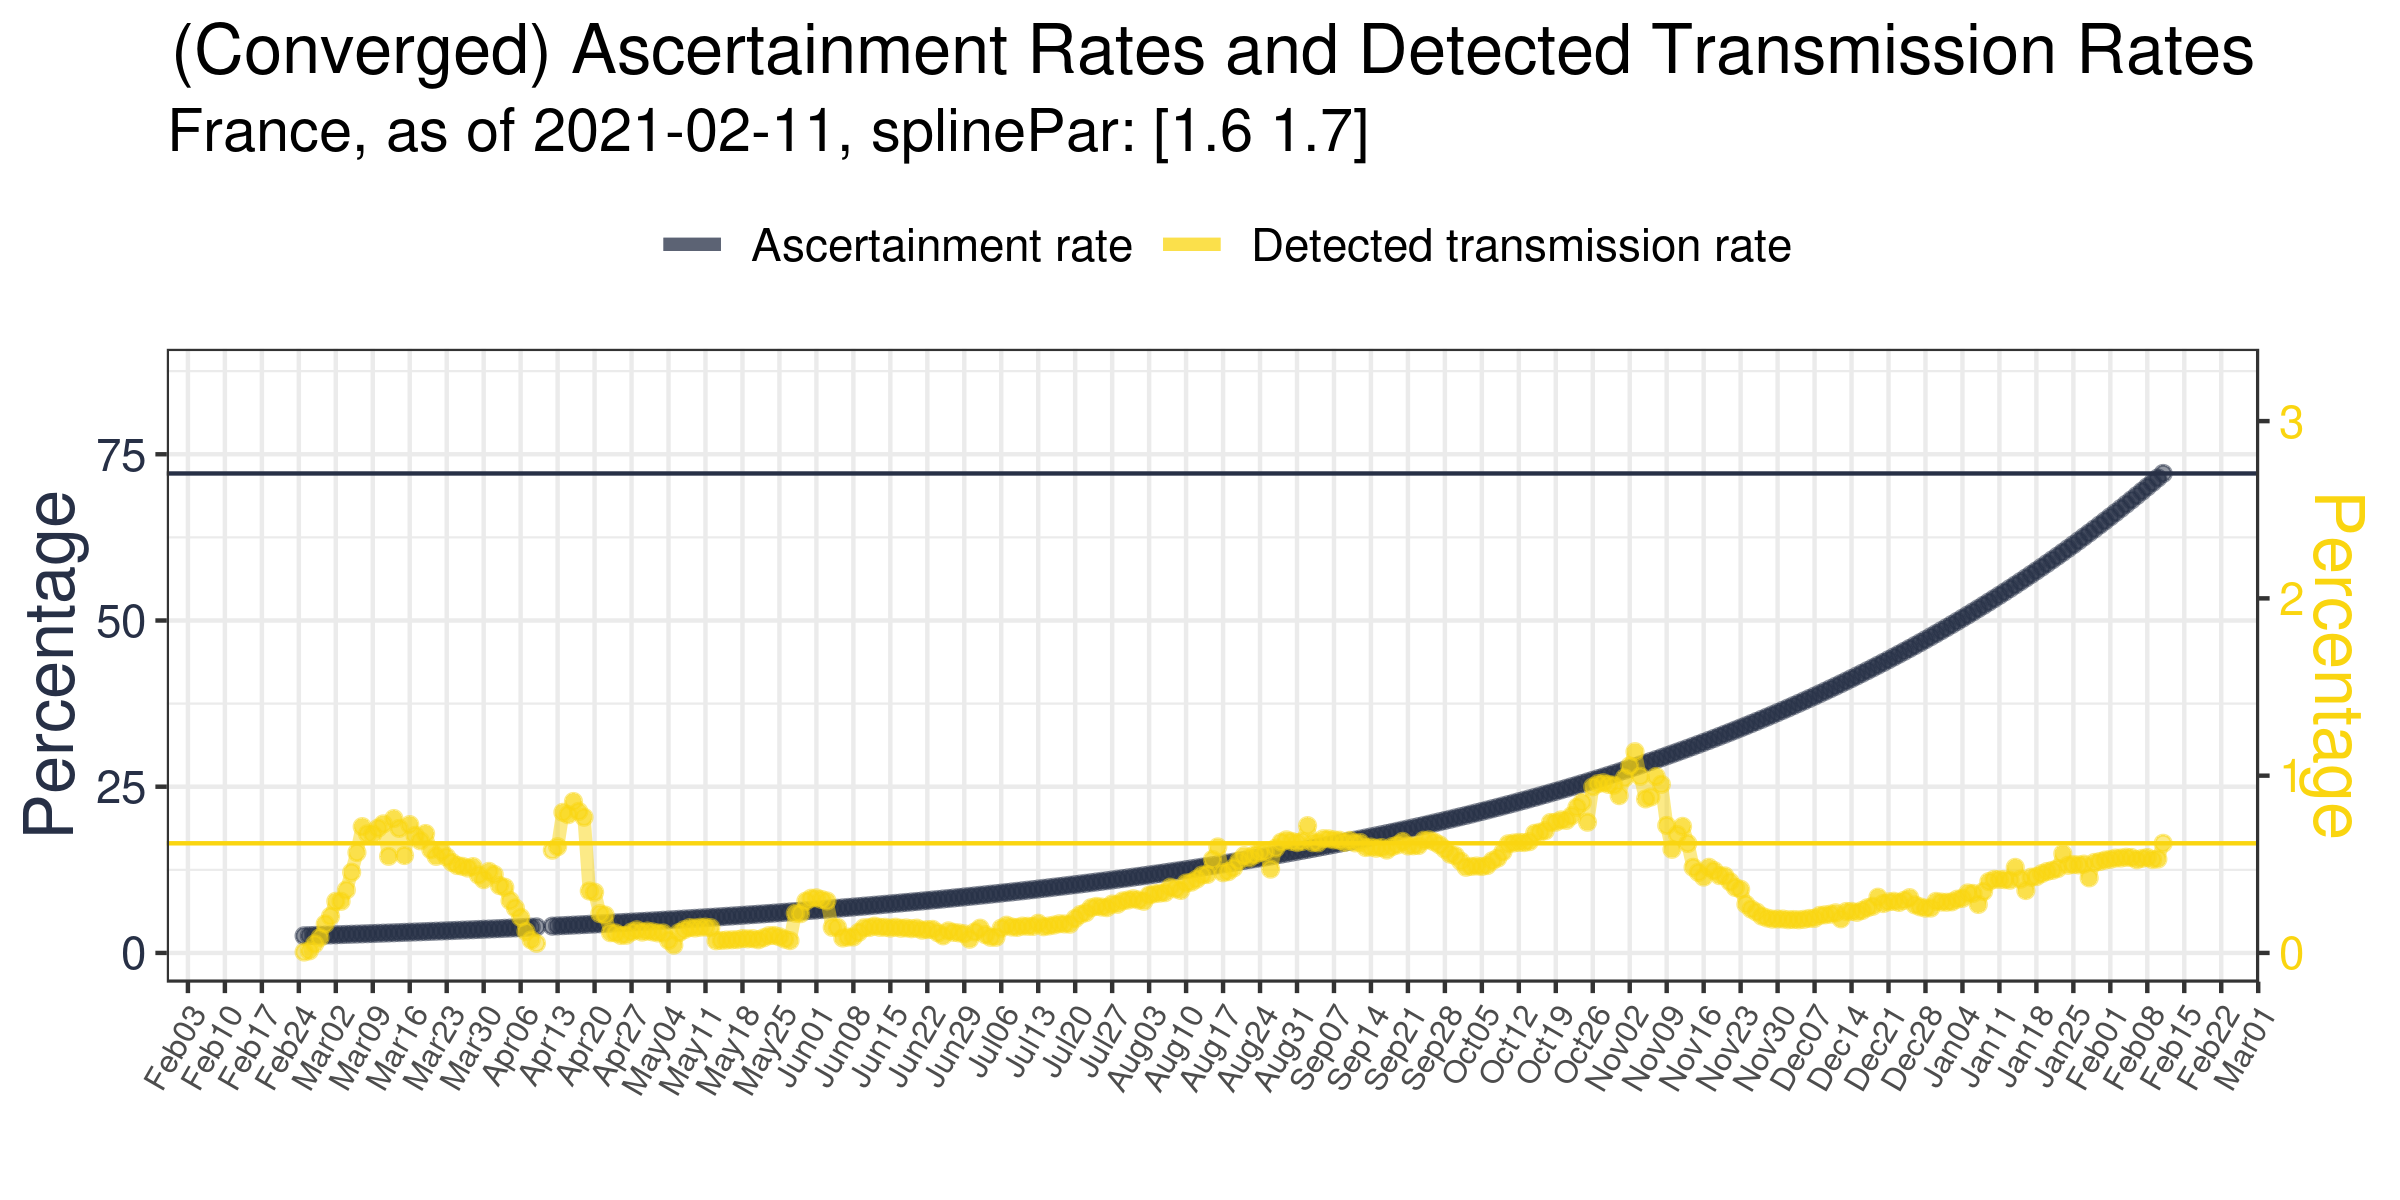 (Converged) Ascertainment Rates and Detected Transmission Rates
France, as of 2021-02-11, splinePar: [1.6 1.7]
Ascertainment rate
Detected transmission rate
Percentage
75
50
25
0
3
2
1
0
Percentage
Feb03
Feb10
Feb17
Feb24
Mar02
Mar09
Mar16
Mar23
Mar30
Apr06
Apr13
Apr20
Apr27
May04
May11
May18
May25
Jun01
Jun08
Jun15
Jun22
Jun29
Jul06
Jul13
Jul20
Jul27
Aug03
Aug10
Aug17
Aug24
Aug31
Sep07
Sep14
Sep21
Sep28
Oct05
Oct12
Oct19
Oct26
Nov02
Nov09
Nov16
Nov23
Nov30
Dec07
Dec14
Dec21
Dec28
Jan04
Jan11
Jan18
Jan25
Feb01
Feb08
Feb15
Feb22
Mar01